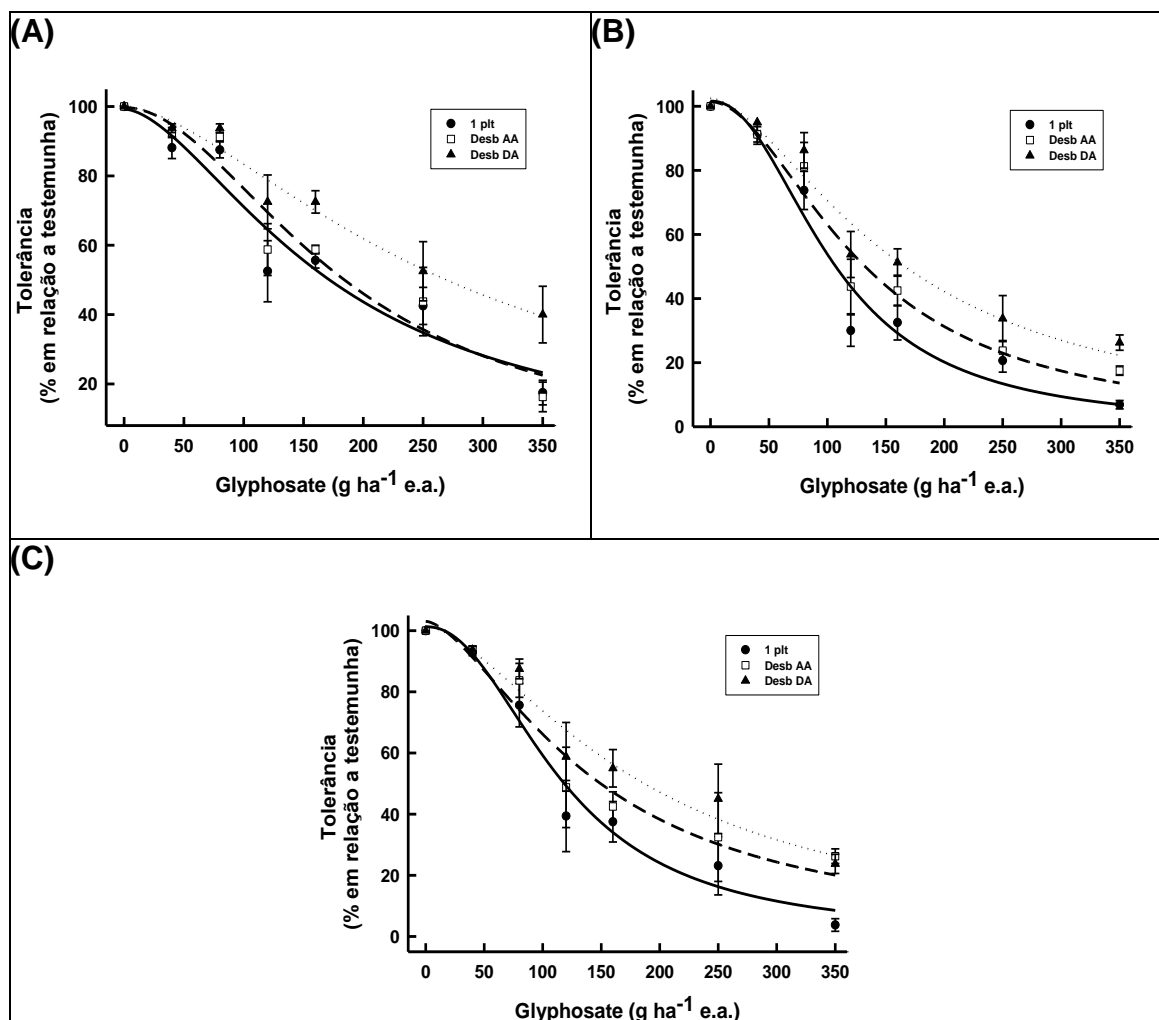 (A)
100
80
60
40
20
0 50 100 150 200 250 300 350
Tolerância
(% em relação a testemunha)
Glyphosate (g ha-1 e.a.)
1 plt
Desb AA
Desb DA
(B)
100
80
60
40
20
0
0 50 100 150 200 250 300 350
Tolerância
(% em relação a testemunha)
Glyphosate (g ha-1 e.a.)
1 plt
Desb AA
Desb DA
(C)
100
80
60
40
20
0
0 50 100 150 200 250 300 350
Tolerância
(% em relação a testemunha)
Glyphosate (g ha-1 e.a.)
1 plt
Desb AA
Desb DA